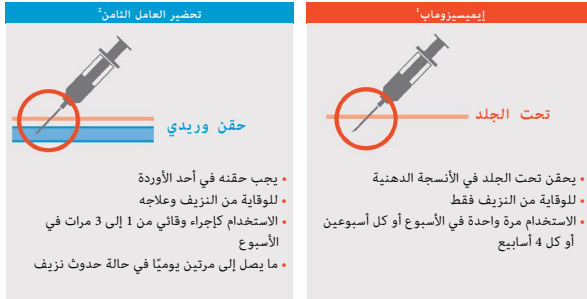 إيميسيزوماب¹
تحت الجلد
• يحقن تحت الجلد في الأنسجة الدهنية
• للوقاية من النزيف فقط
• الاستخدام مرة واحدة في الأسبوع أو كل أسبوعين
أو كل 4 أسابيع
تحضير العامل الثامن²
حقن وريدي
• يجب حقنه في أحد الأوردة
• للوقاية من النزيف وعلاجه
• الاستخدام كإجراء وقائي من 1 إلى 3 مرات في
الأسبوع
• ما يصل إلى مرتين يوميًا في حالة حدوث نزيف